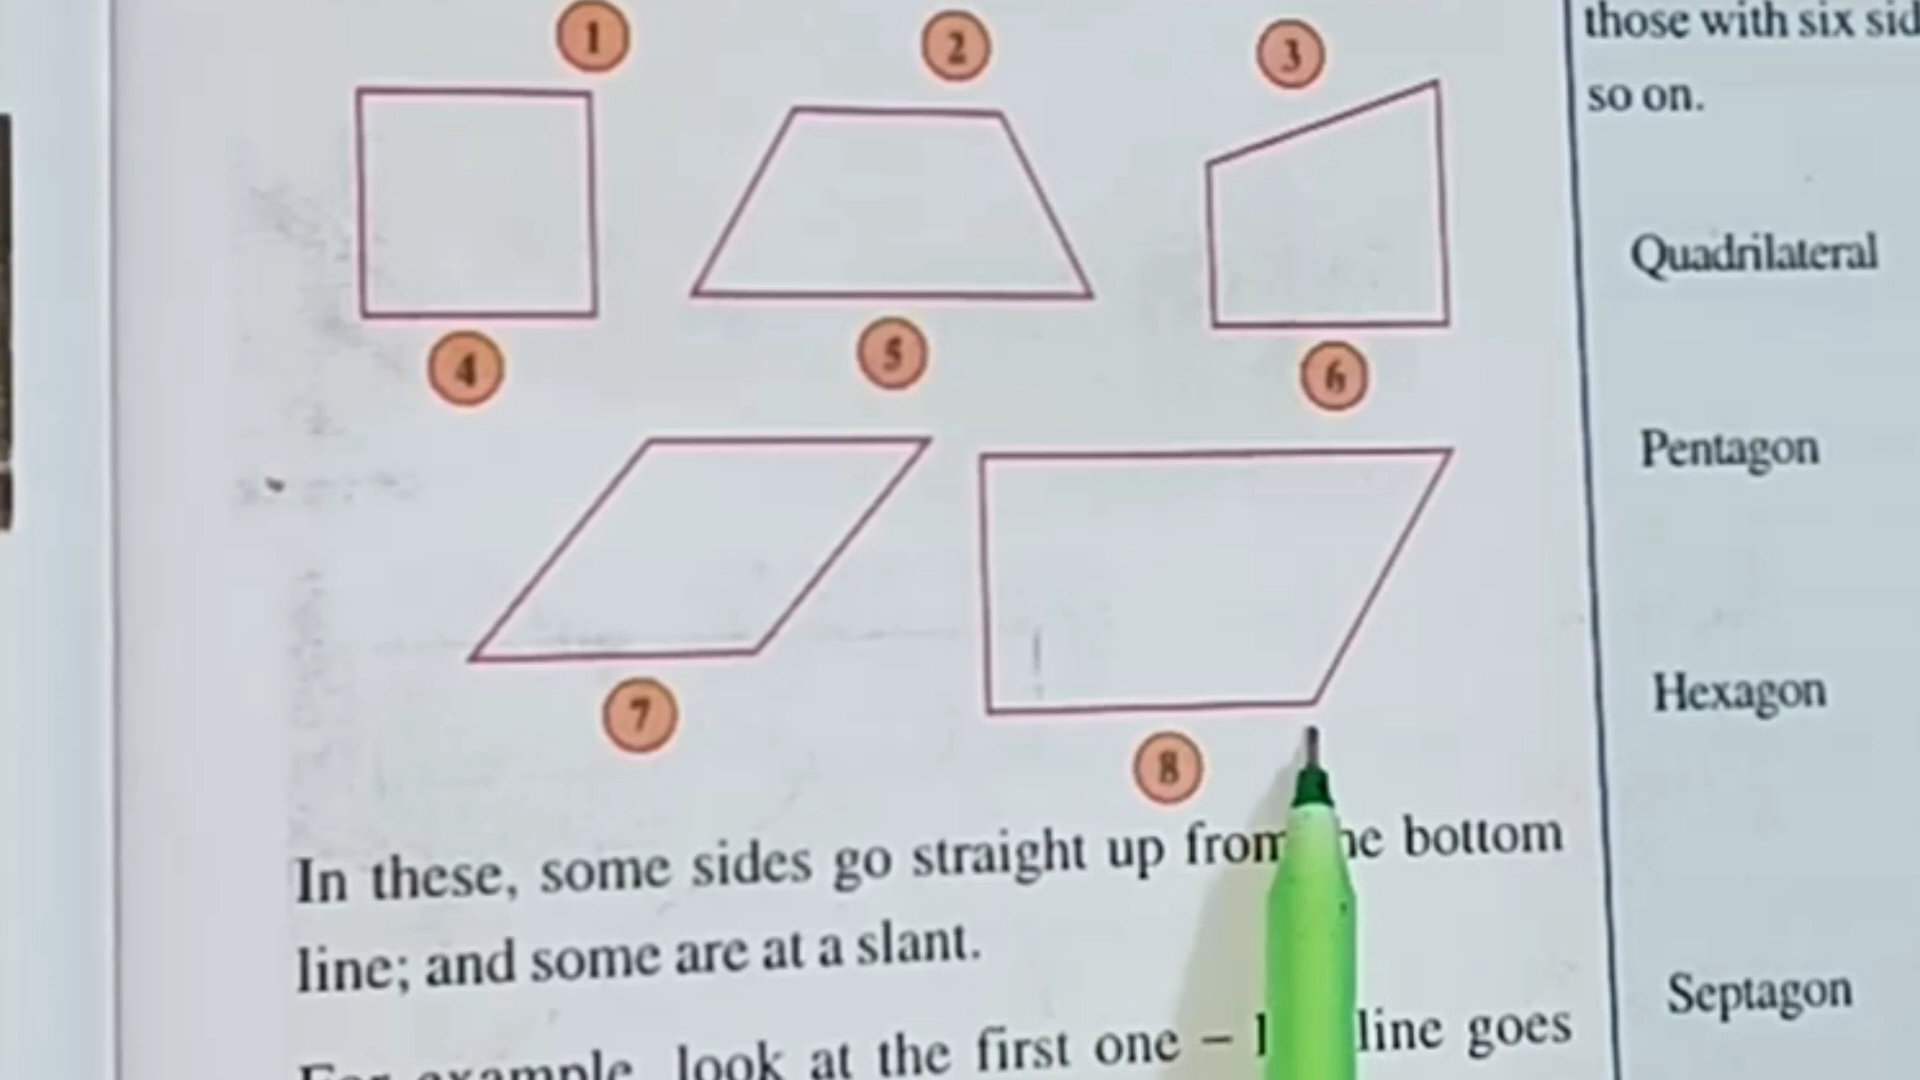 1
2
3
4
5
6
7
8
In these, some sides go straight up from he bottom
line; and some are at a slant.
example, look at the first one – line goes
those with six sid
so on.
Quadrilateral
Pentagon
Hexagon
Septagon